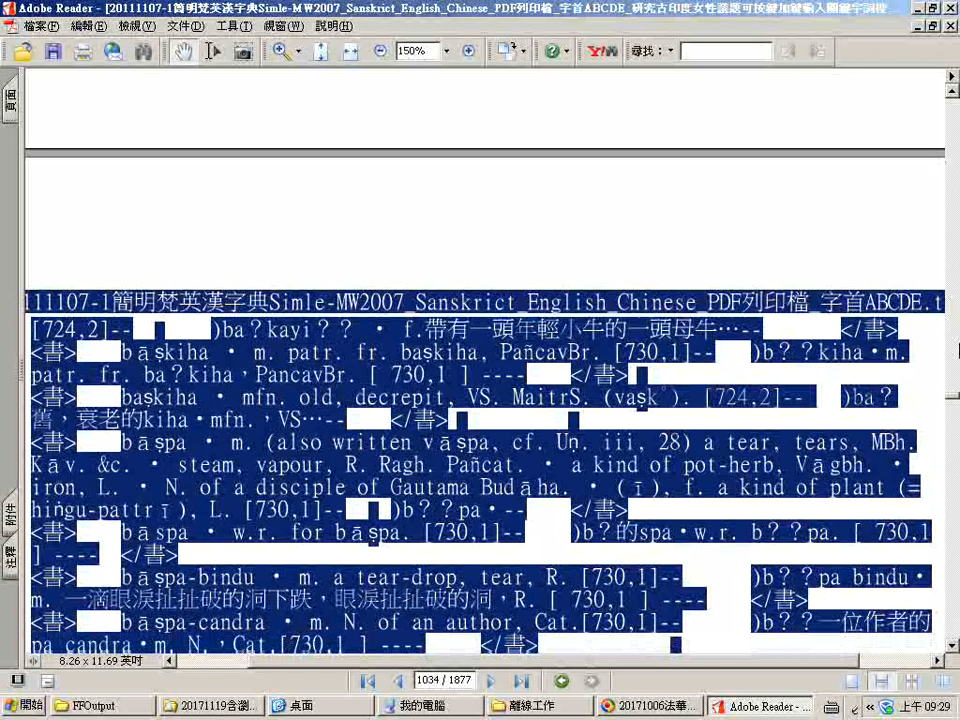 Adobe Reader - [20111107-1簡明梵英漢字典Simle-MW2007_Sanskrict_English_Chinese_PDF列印檔_字首ABCDE_研究古印度女性議題可按鍵加鍵輸入關鍵字詞搜
檔案(F) 編輯(E) 檢視(V) 文件(D) 工具(T) 視窗(W) 說明(H)
150% 尋找:
頁面
111107-1簡明梵英漢字典Simle-MW2007_Sanskrict_English_Chinese_PDF列印檔_字首ABCDE.t
[724,2]-- )ba？kayi？？ · f.帶有一頭年輕小牛的一頭母牛…-- </書>
<書> bāṣkiha · m. patr. fr. baṣkiha, PañcavBr. [730,1]-- )b？？kiha·m.
patr. fr. ba？kiha，PancavBr. [ 730,1 ] ---- </書>
<書> baṣkiha · mfn. old, decrepit, VS. MaitrS. (vaṣk°). [724,2]-- )ba？
舊，衰老的kiha·mfn.，VS…-- </書>
<書> bāṣpa · m. (also written vāṣpa, cf. Uṇ. iii, 28) a tear, tears, MBh.
Kāv. &c. · steam, vapour, R. Ragh. Pañcat. · a kind of pot-herb, Vāgbh. ·
iron, L. · N. of a disciple of Gautama Budāha. · (ī), f. a kind of plant (=
hiṅgu-pattrī), L. [730,1]-- )b？？pa·-- </書>
<書> bāspa · w.r. for bāṣpa. [730,1]-- )b？的spa·w.r. b？？pa. [ 730,1
] ---- </書>
<書> bāṣpa-bindu · m. a tear-drop, tear, R. [730,1]-- )b？？pa bindu·
m. 一滴眼淚扯扯破的洞下跌，眼淚扯扯破的洞，R. [ 730,1 ] ---- </書>
<書> bāṣpa-candra · m. N. of an author, Cat.[730,1]-- )b？？一位作者的
pa candra·m. N.，Cat.[730,1 ] ---- </書>
附件
注釋
8.26 x 11.69 英吋
1034 / 1877
開始 FFOutput 20171119含瀏... 桌面 我的電腦 離線工作 20171006法華... Adobe Reader -... 上午 09:29